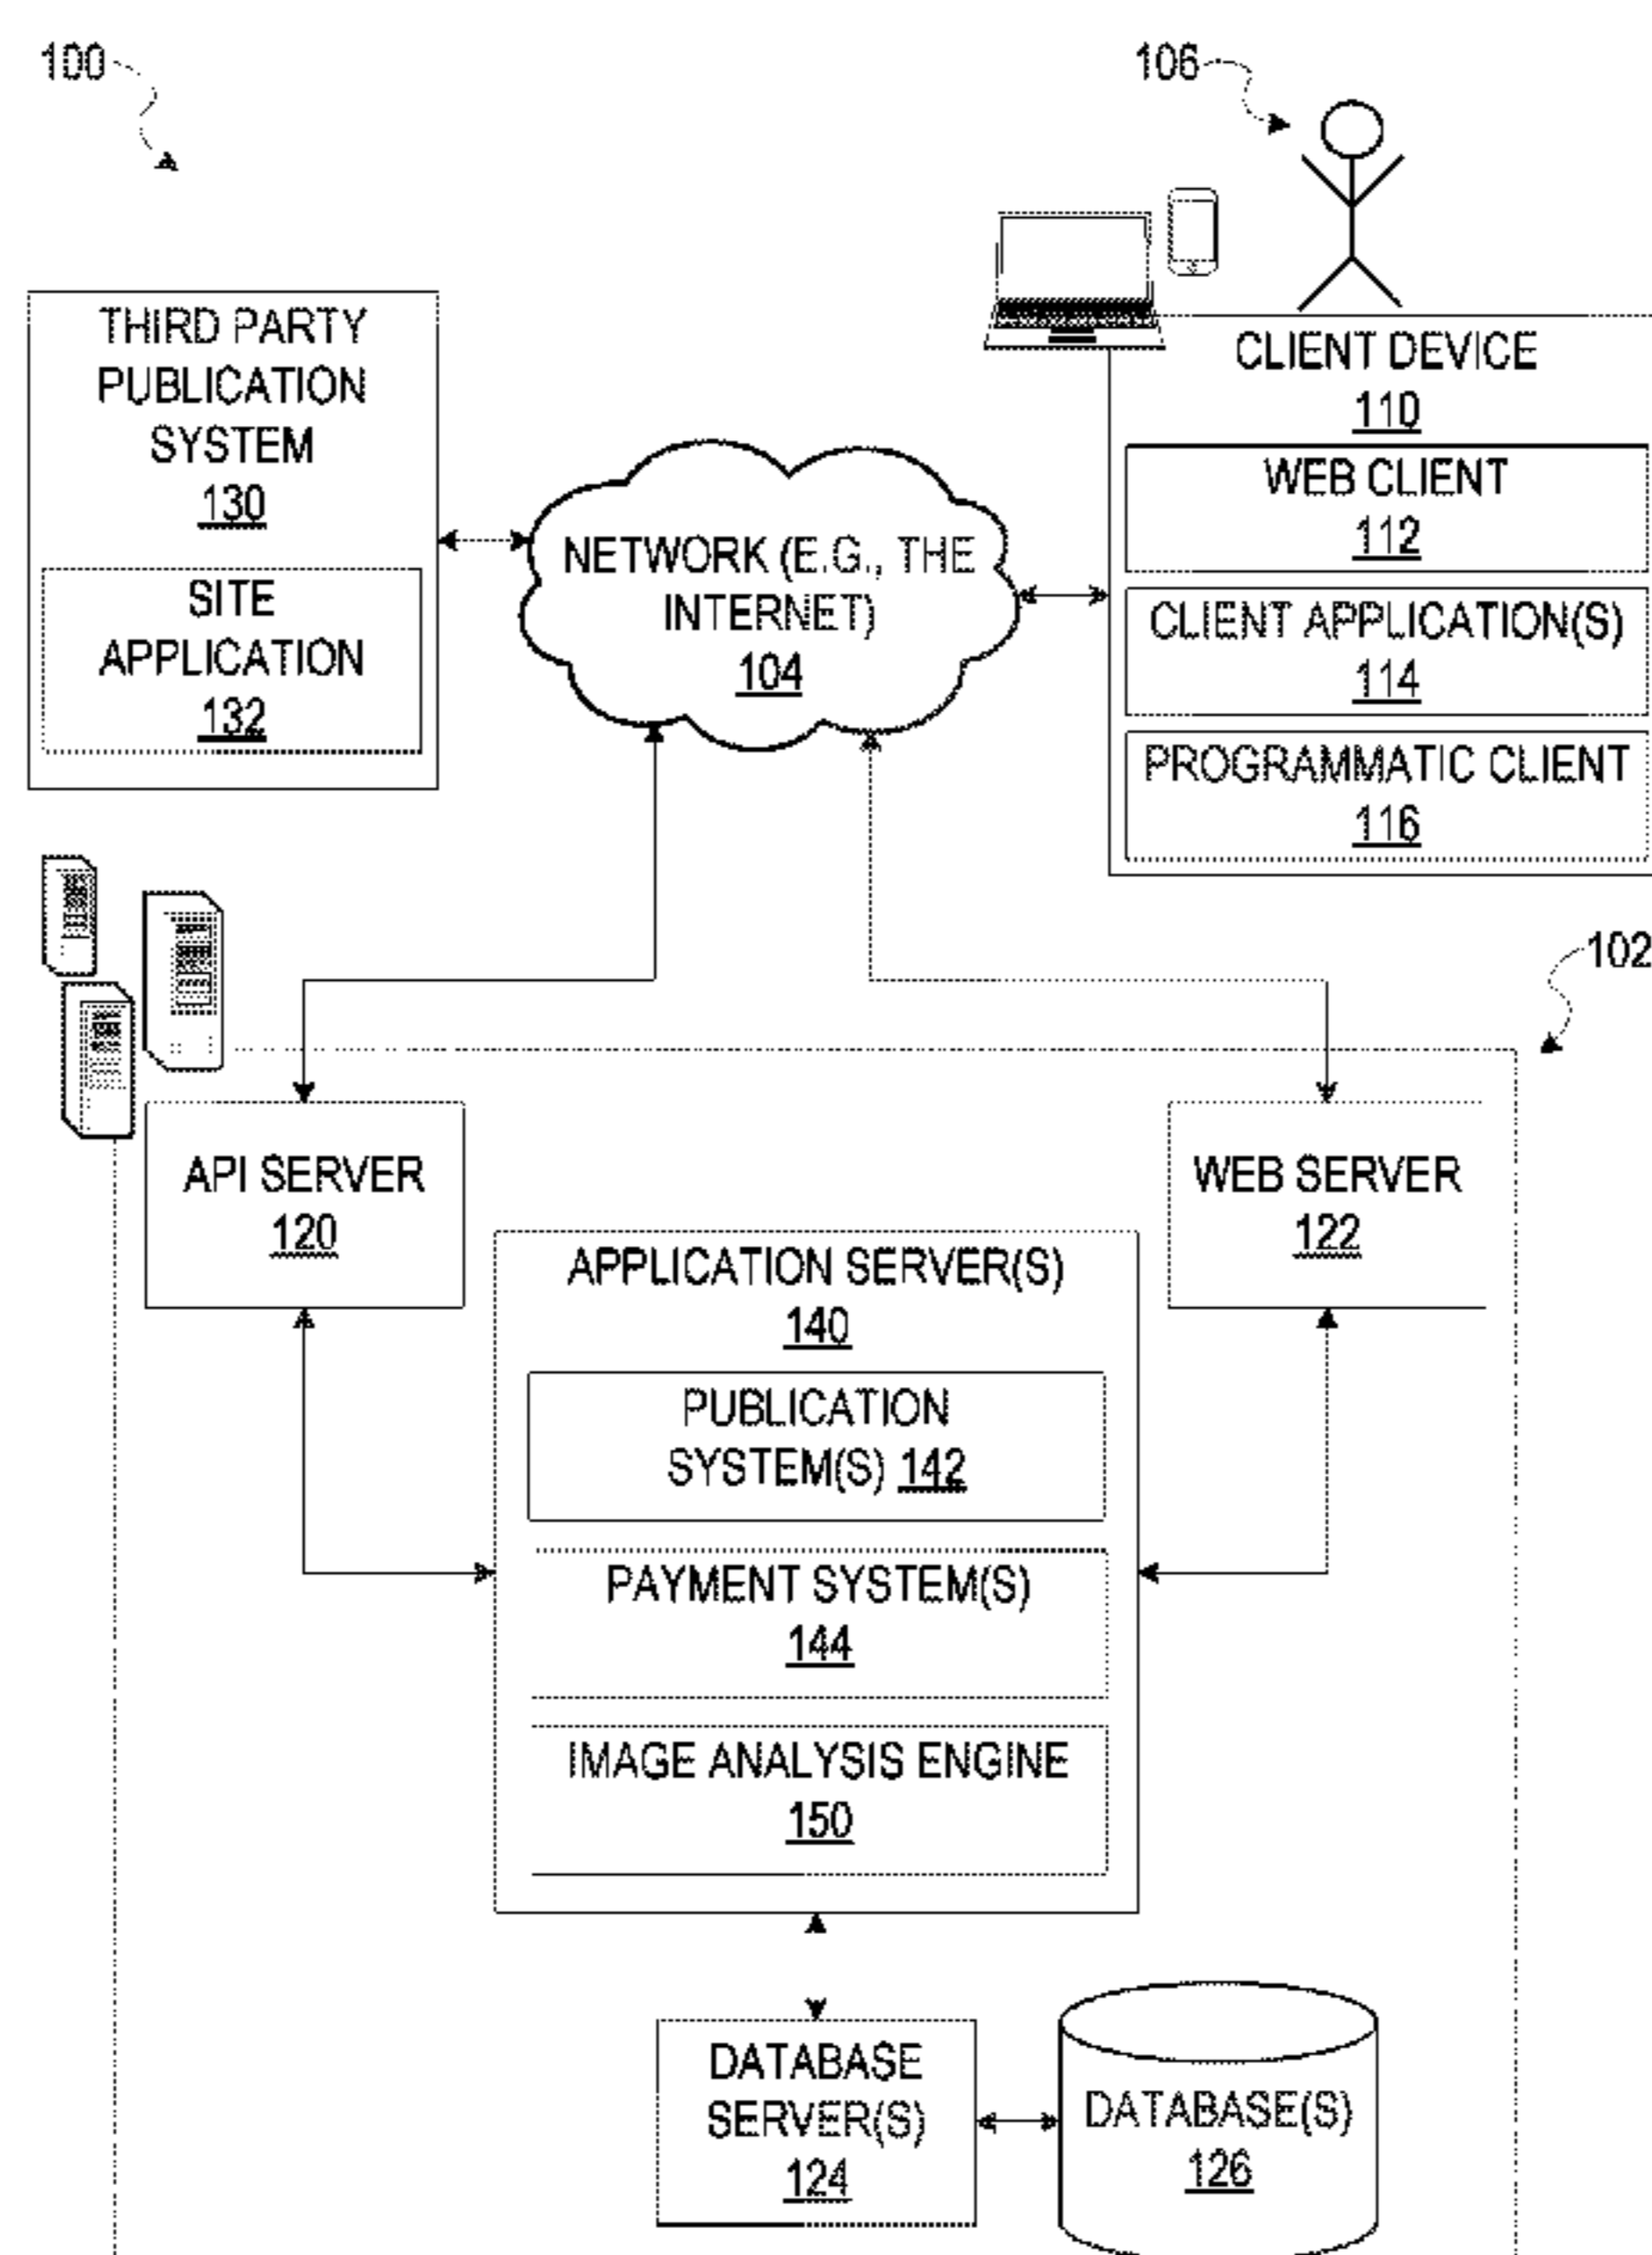 100
106
THIRD PARTY
PUBLICATION
SYSTEM
130
SITE
APPLICATION
132
NETWORK (E.G., THE
INTERNET)
104
CLIENT DEVICE
110
WEB CLIENT
112
CLIENT APPLICATION(S)
114
PROGRAMMATIC CLIENT
116
102
API SERVER
120
WEB SERVER
122
APPLICATION SERVER(S)
140
PUBLICATION
SYSTEM(S) 142
PAYMENT SYSTEM(S)
144
IMAGE ANALYSIS ENGINE
150
DATABASE
SERVER(S)
124
DATABASE(S)
126